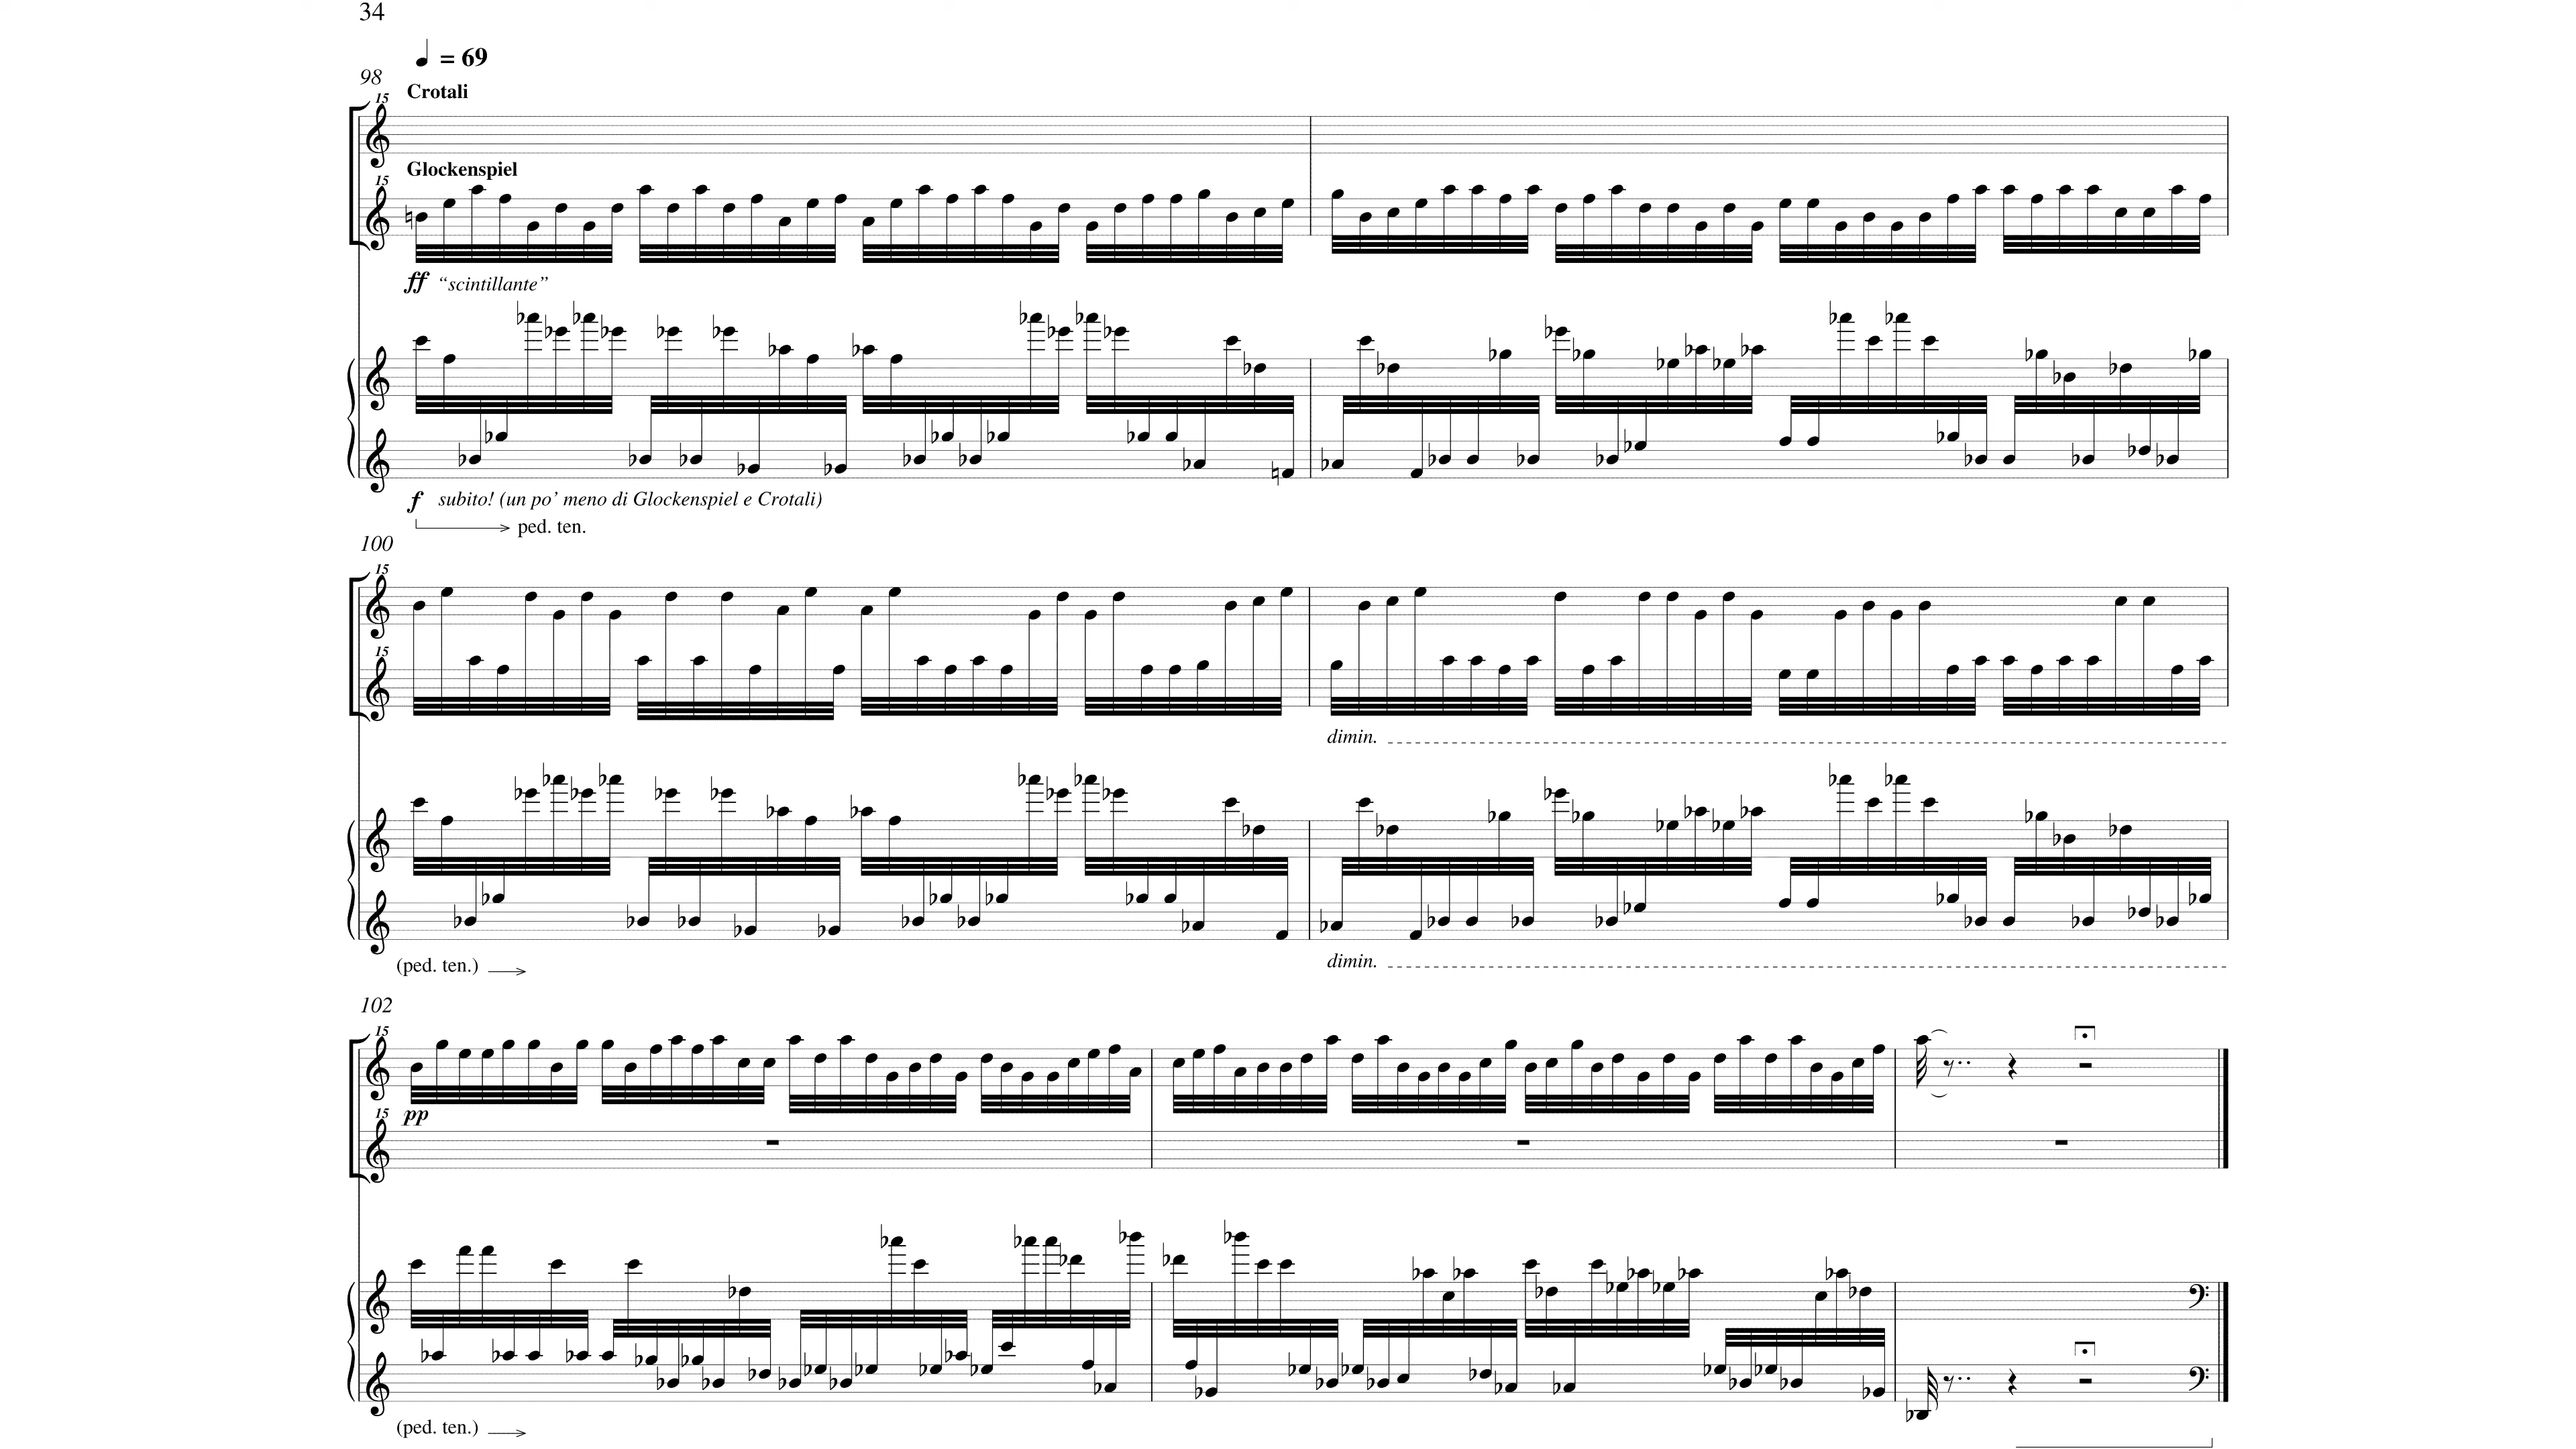 34
= 69
98
Crotali
15
Glockenspiel
15
ff “scintillante”
f subito! (un po’ meno di Glockenspiel e Crotali)
ped. ten.
100
15
15
dimin.
(ped. ten.)
dimin.
102
15
pp
15
(ped. ten.)